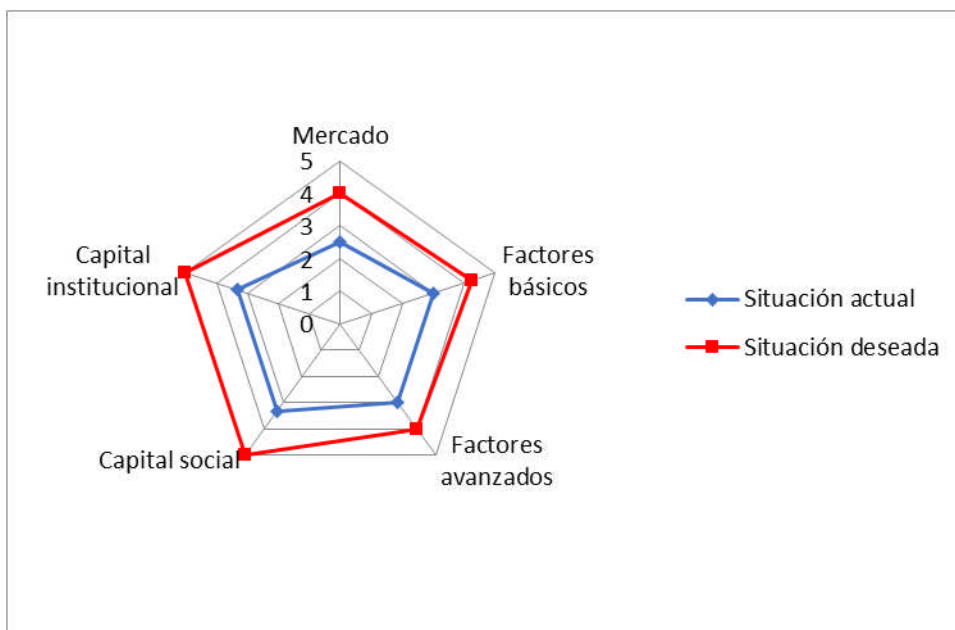 Mercado
5
4
3
2
1
0
Factores
básicos
Factores
avanzados
Capital social
Capital
institucional
Situación actual
Situación deseada